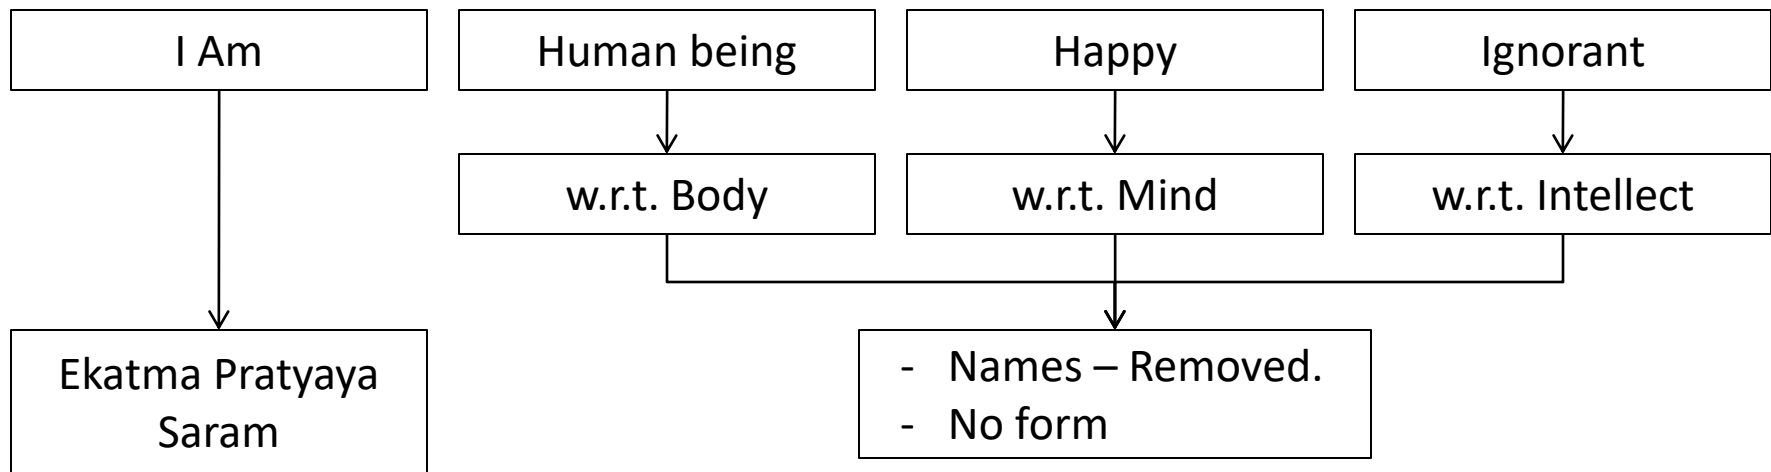 I Am
Human being
Happy
Ignorant
w.r.t. Body
w.r.t. Mind
w.r.t. Intellect
Ekatma Pratyaya
Saram
- Names – Removed.
- No form